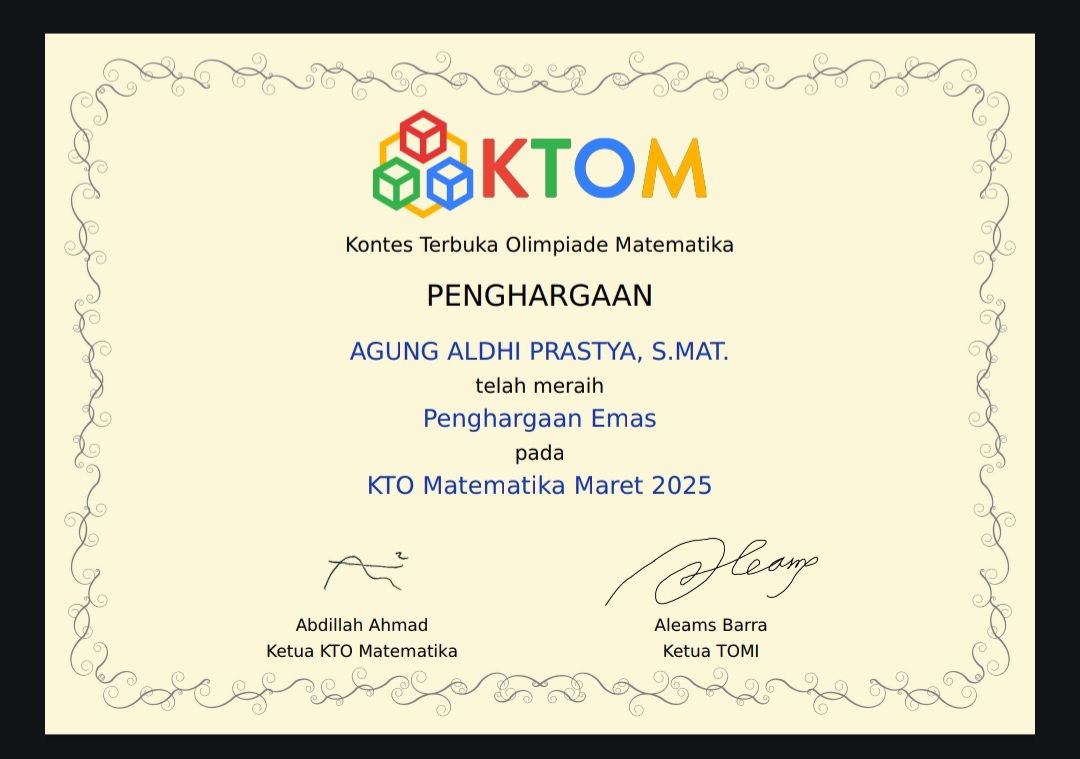 KTOM
Kontes Terbuka Olimpiade Matematika
PENGHARGAAN
AGUNG ALDHI PRASTYA, S.MAT.
telah meraih
Penghargaan Emas
pada
KTO Matematika Maret 2025
Aleams
Abdillah Ahmad
Aleams Barra
Ketua KTO Matematika
Ketua TOMI